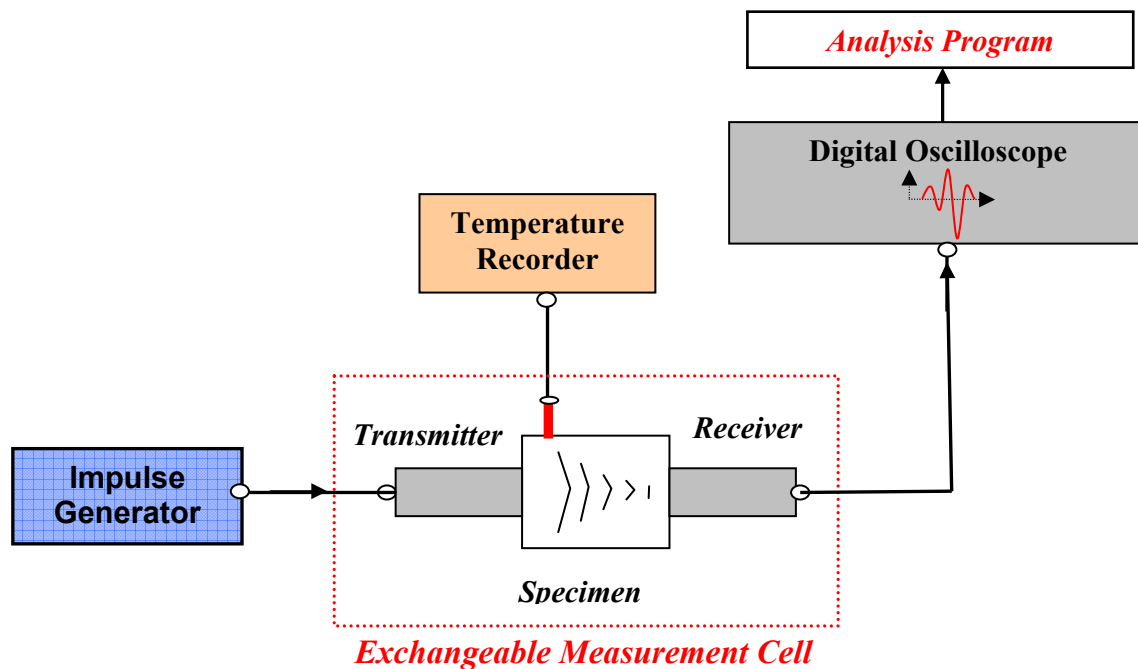 Analysis Program
Digital Oscilloscope
Temperature
Recorder
Transmitter
Receiver
Impulse
Generator
Specimen
Exchangeable Measurement Cell